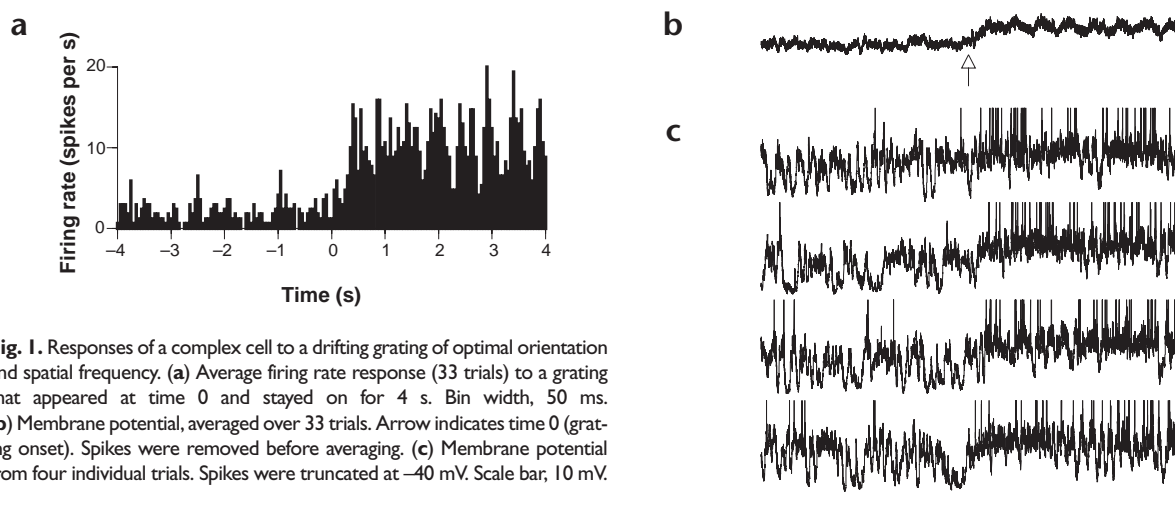 a
Firing rate (spikes per s)
20
10
0
–4 –3 –2 –1 0 1 2 3 4
Time (s)
b
c
ig. 1. Responses of a complex cell to a drifting grating of optimal orientation
nd spatial frequency. (a) Average firing rate response (33 trials) to a grating
hat appeared at time 0 and stayed on for 4 s. Bin width, 50 ms.
b) Membrane potential, averaged over 33 trials. Arrow indicates time 0 (grat-
ng onset). Spikes were removed before averaging. (c) Membrane potential
rom four individual trials. Spikes were truncated at –40 mV. Scale bar, 10 mV.